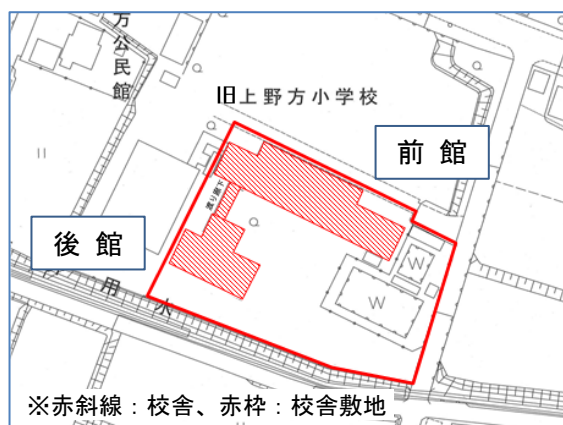 方公民館
旧上野方小学校
前 館
渡り廊下
後 館
W
W
用水
※赤斜線：校舎、赤枠：校舎敷地